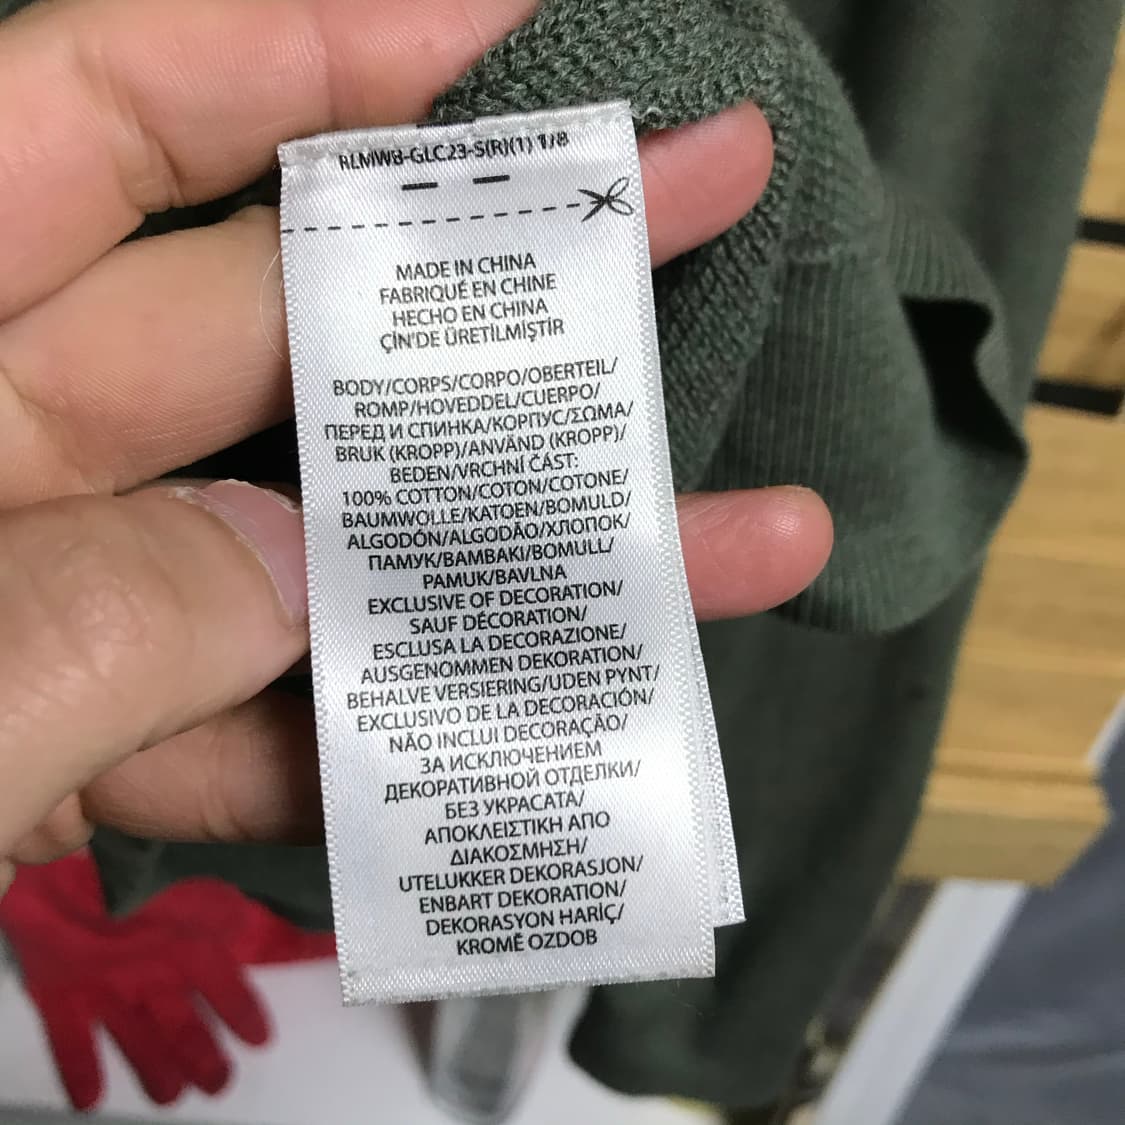 RLMWB-GLC23-S(R)(1) 1/8
MADE IN CHINA
FABRIQUÉ EN CHINE
HECHO EN CHINA
ÇİN'DE ÜRETİLMİŞTİR
BODY/CORPS/CORPO/OBERTEIL/
ROMP/HOVEDDEL/CUERPO/
ПЕРЕД И СПИНКА/КОРПУС/ΣΩΜΑ/
BRUK (KROPP)/ANVÄND (KROPP)/
BEDEN/VRCHNÍ ČÁST:
100% COTTON/COTON/COTONE/
BAUMWOLLE/KATOEN/BOMULD/
ALGODÓN/ALGODÃO/ХЛОПОК/
ПАМУК/ΒΑΜΒΑΚΙ/BOMULL/
PAMUK/BAVLNA
EXCLUSIVE OF DECORATION/
SAUF DÉCORATION/
ESCLUSA LA DECORAZIONE/
AUSGENOMMEN DEKORATION/
BEHALVE VERSIERING/UDEN PYNT/
EXCLUSIVO DE LA DECORACIÓN/
NÃO INCLUI DECORAÇÃO/
ЗА ИСКЛЮЧЕНИЕМ
ДЕКОРАТИВНОЙ ОТДЕЛКИ/
БЕЗ УКРАСАТА/
ΑΠΟΚΛΕΙΣΤΙΚΗ ΑΠΟ
ΔΙΑΚΟΣΜΗΣΗ/
UTELUKKER DEKORASJON/
ENBART DEKORATION/
DEKORASYON HARİÇ/
KROMĚ OZDOB